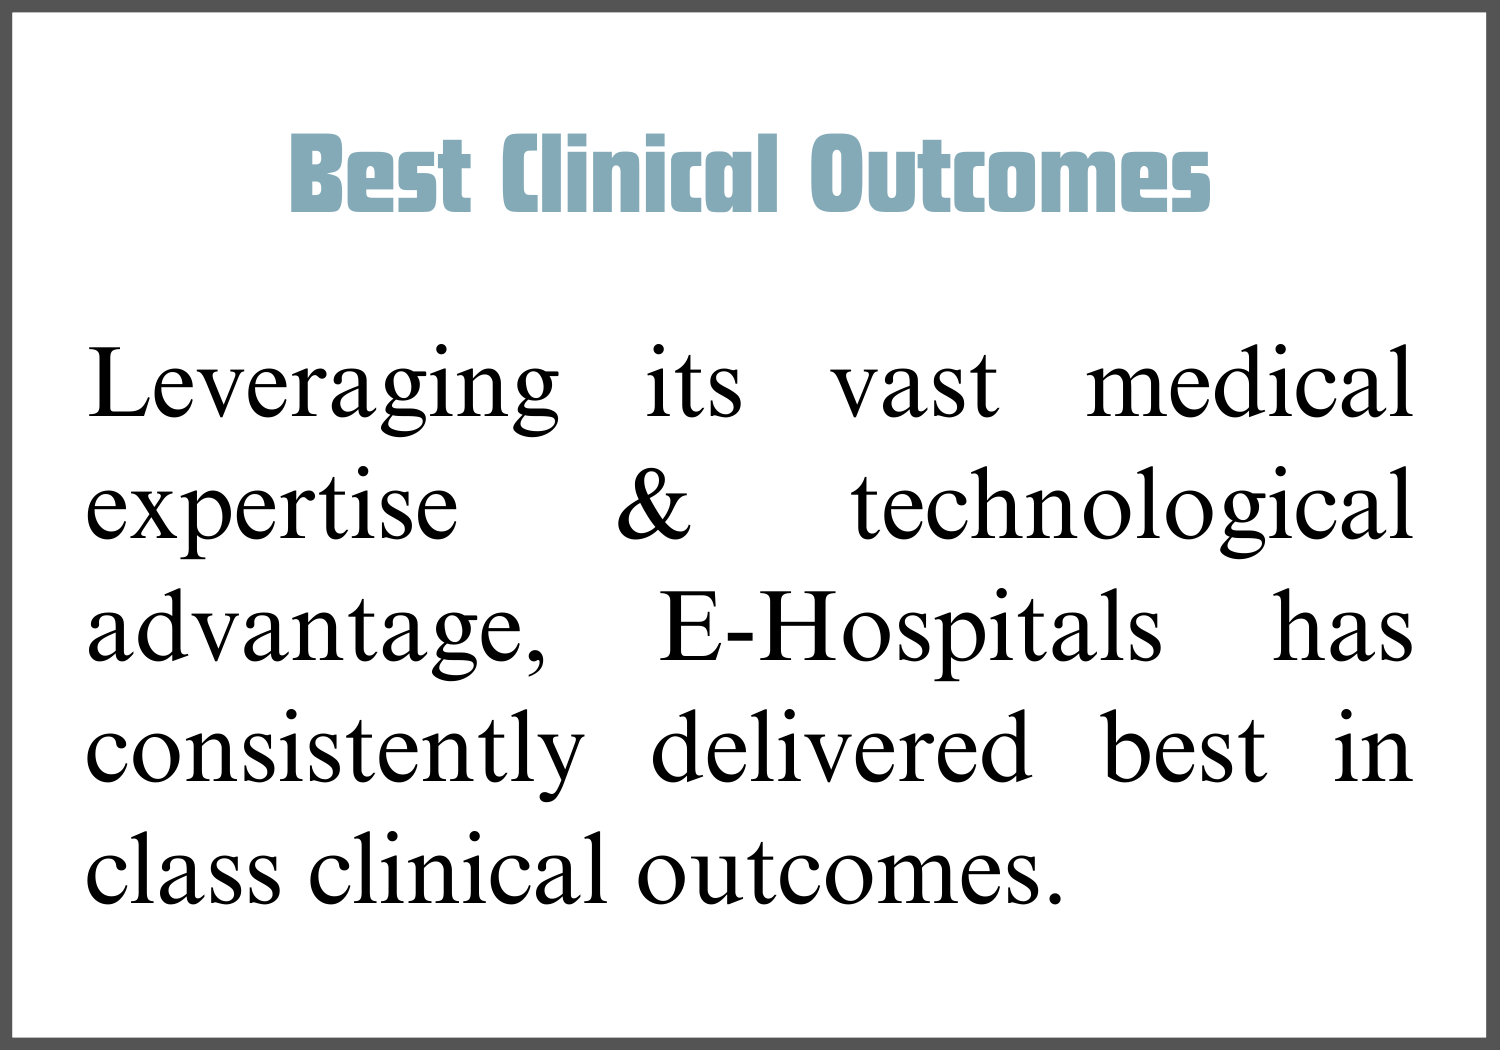 Best Clinical Outcomes
Leveraging its vast medical
expertise & technological
advantage, E-Hospitals has
consistently delivered best in
class clinical outcomes.